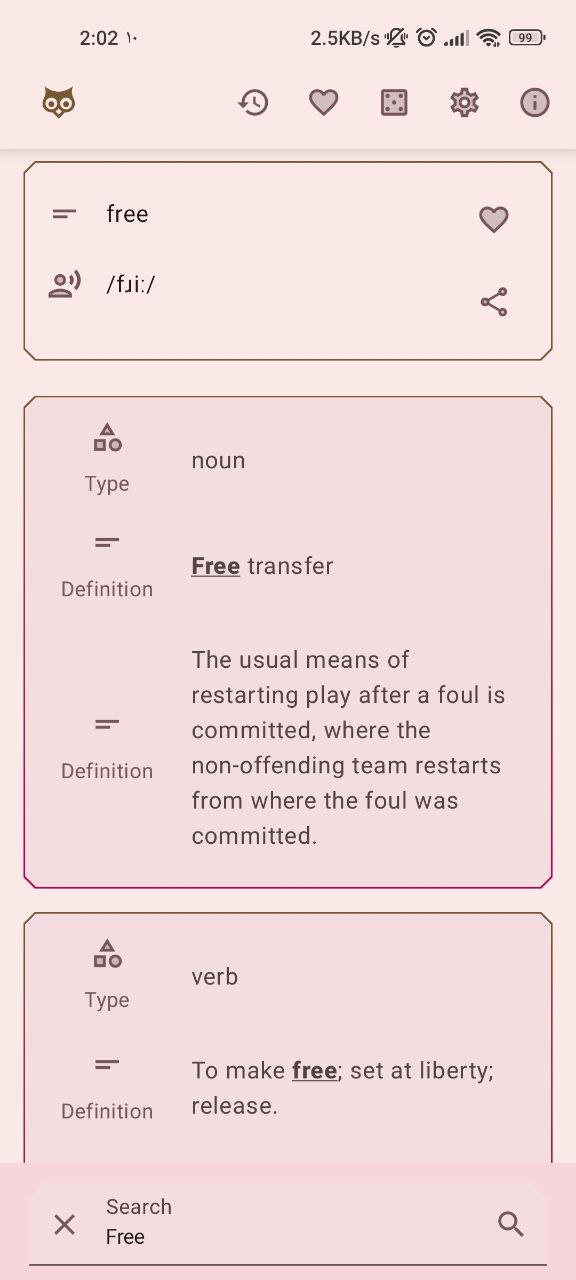 2:02 ١٠
2.5KB/s
99
free
/fɹiː/
Type
noun
Definition
Free transfer
Definition
The usual means of
restarting play after a foul is
committed, where the
non-offending team restarts
from where the foul was
committed.
Type
verb
Definition
To make free; set at liberty;
release.
Search
Free